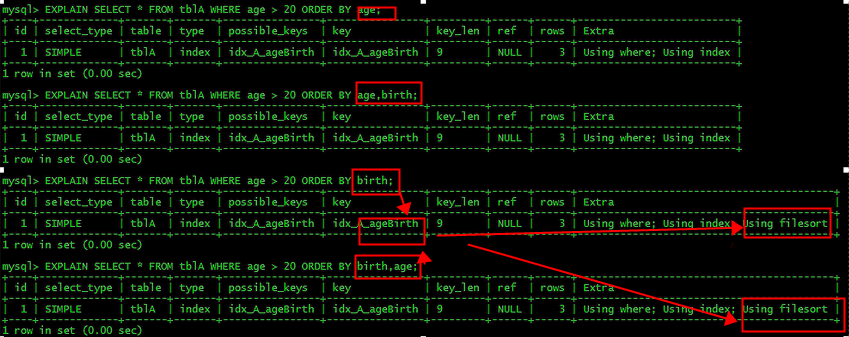 mysql> EXPLAIN SELECT * FROM tblA WHERE age > 20 ORDER BY age;
| id | select_type | table | type | possible_keys | key | key_len | ref | rows | Extra |
| 1 | SIMPLE | tblA | index | idx_A_ageBirth | idx_A_ageBirth | 9 | NULL | 3 | Using where; Using index |
1 row in set (0.00 sec)
mysql> EXPLAIN SELECT * FROM tblA WHERE age > 20 ORDER BY age,birth;
| id | select_type | table | type | possible_keys | key | key_len | ref | rows | Extra |
| 1 | SIMPLE | tblA | index | idx_A_ageBirth | idx_A_ageBirth | 9 | NULL | 3 | Using where; Using index |
1 row in set (0.00 sec)
mysql> EXPLAIN SELECT * FROM tblA WHERE age > 20 ORDER BY birth;
| id | select_type | table | type | possible_keys | key | key_len | ref | rows | Extra |
| 1 | SIMPLE | tblA | index | idx_A_ageBirth | idx_A_ageBirth | 9 | NULL | 3 | Using where; Using index; Using filesort |
1 row in set (0.00 sec)
mysql> EXPLAIN SELECT * FROM tblA WHERE age > 20 ORDER BY birth,age;
| id | select_type | table | type | possible_keys | key | key_len | ref | rows | Extra |
| 1 | SIMPLE | tblA | index | idx_A_ageBirth | idx_A_ageBirth | 9 | NULL | 3 | Using where; Using index; Using filesort |
1 row in set (0.00 sec)